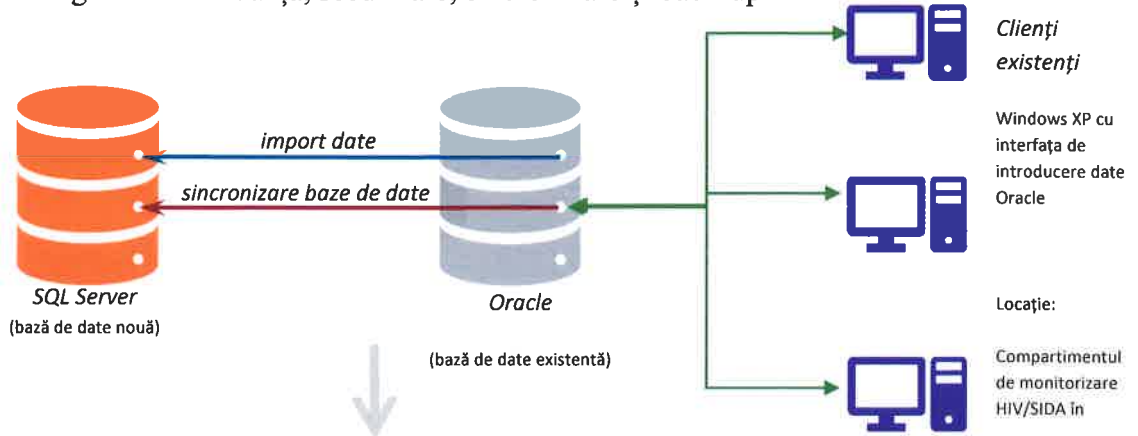 Clienți
existenți
import date
sincronizare baze de date
Windows XP cu
interfața de
introducere date
Oracle
SQL Server
(bază de date nouă)
Oracle
(bază de date existentă)
Locație:
Compartimentul
de monitorizare
HIV/SIDA în